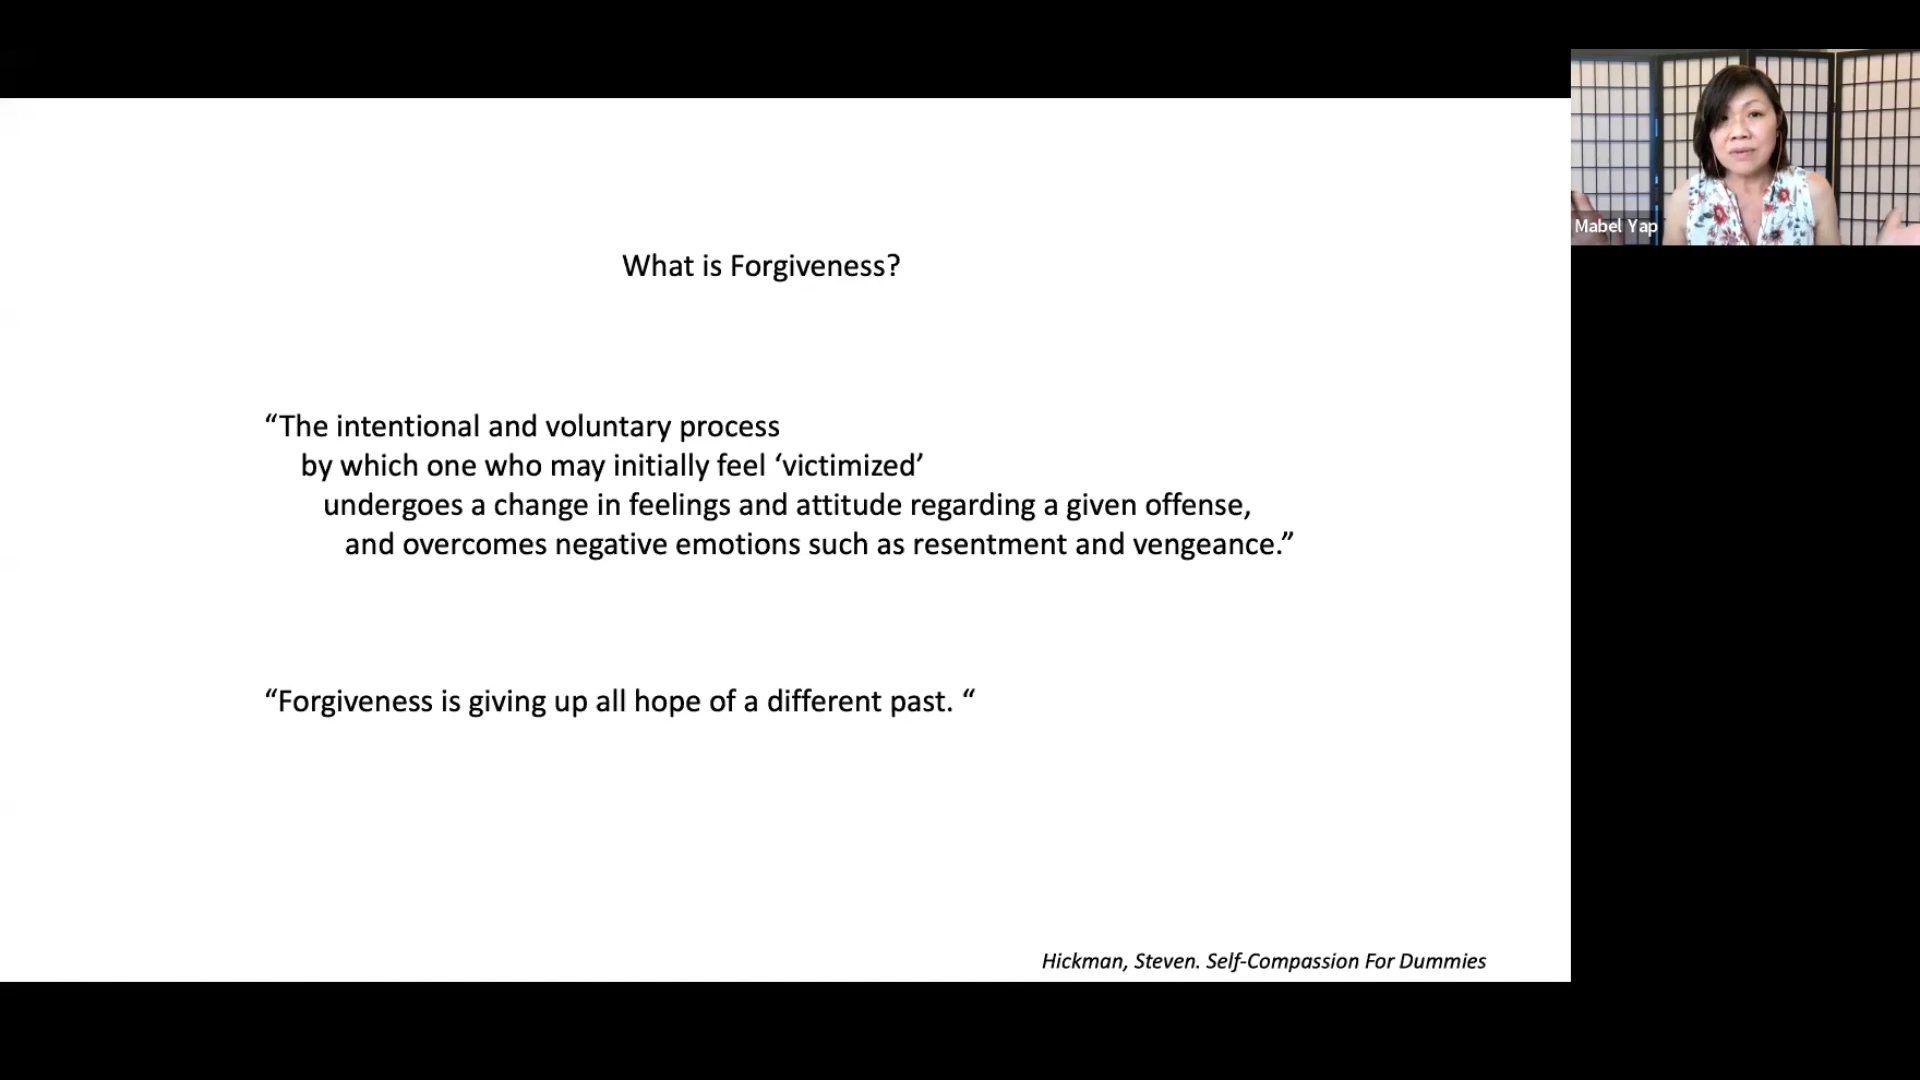 What is Forgiveness?
“The intentional and voluntary process
by which one who may initially feel ‘victimized’
undergoes a change in feelings and attitude regarding a given offense,
and overcomes negative emotions such as resentment and vengeance.”
“Forgiveness is giving up all hope of a different past. “
Hickman, Steven. Self-Compassion For Dummies
Mabel Yap